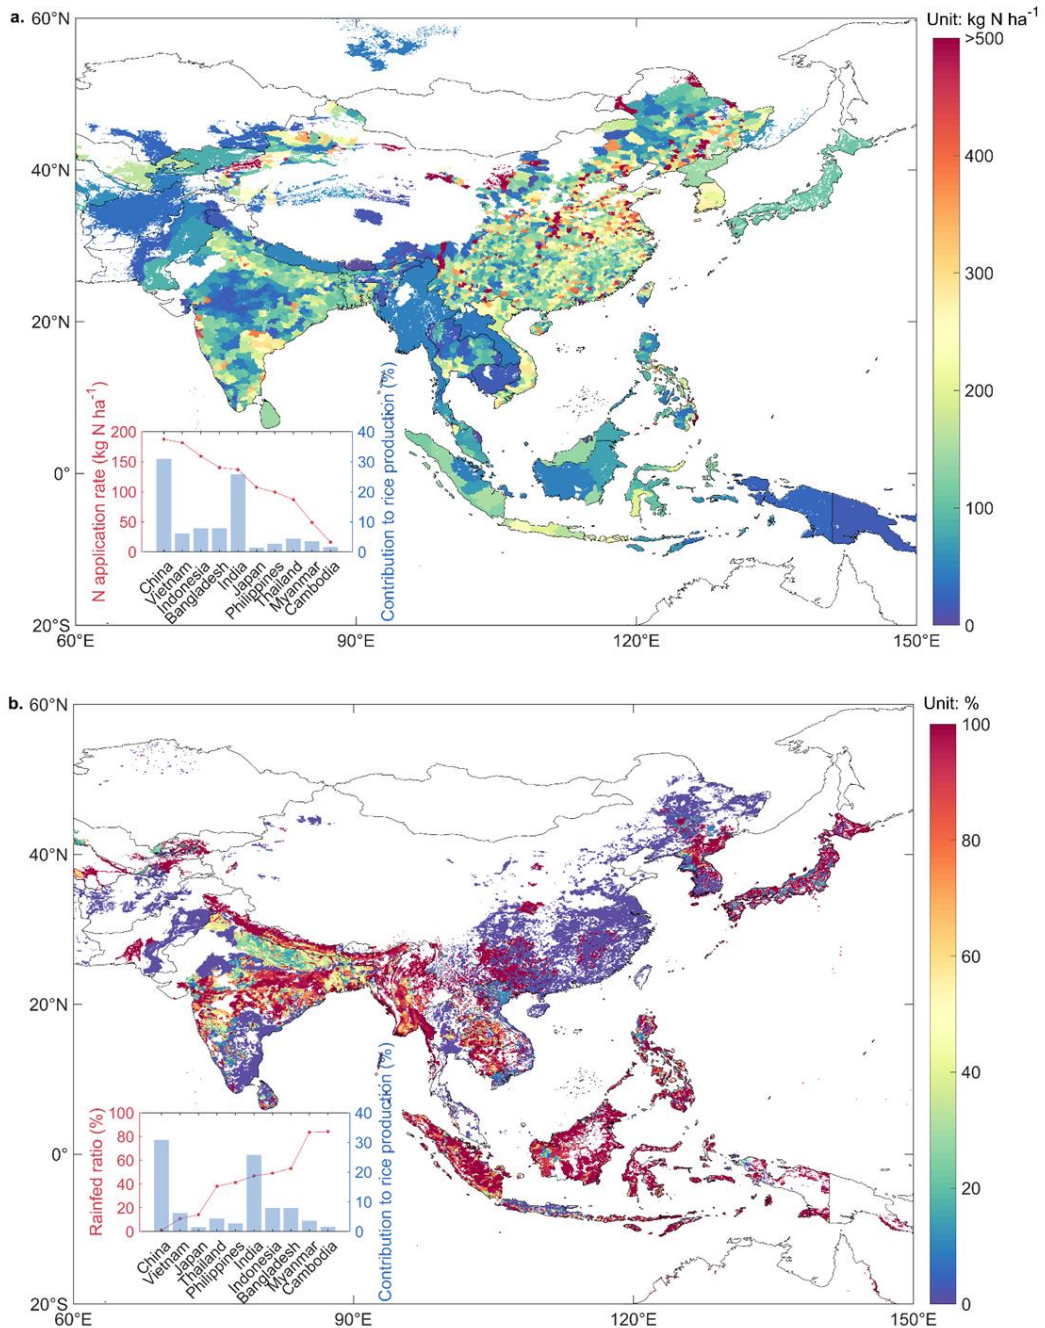 a.
Unit: kg N ha⁻¹
60°N
40°N
20°N
0°
20°S
60°E
90°E
120°E
150°E
>500
400
300
200
100
0
N application rate (kg N ha⁻¹)
200
150
100
50
0
40
30
20
10
0
Contribution to rice production (%)
China
Vietnam
Indonesia
Bangladesh
India
Japan
Philippines
Thailand
Myanmar
Cambodia
b.
Unit: %
60°N
40°N
20°N
0°
20°S
60°E
90°E
120°E
150°E
100
80
60
40
20
0
Rainfed ratio (%)
100
80
60
40
20
0
40
30
20
10
0
Contribution to rice production (%)
China
Vietnam
Japan
Thailand
Philippines
India
Indonesia
Bangladesh
Myanmar
Cambodia